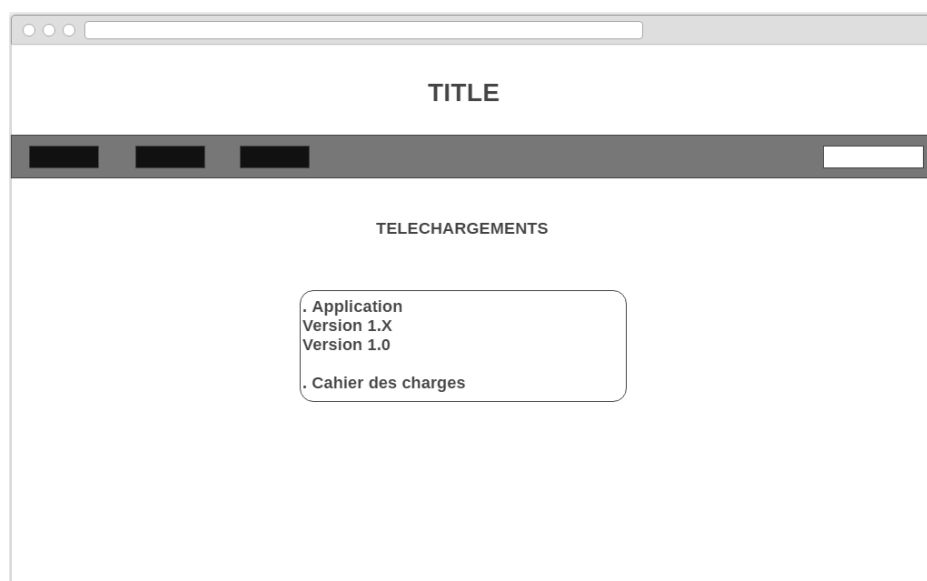 TITLE
TELECHARGEMENTS
. Application
Version 1.X
Version 1.0
. Cahier des charges